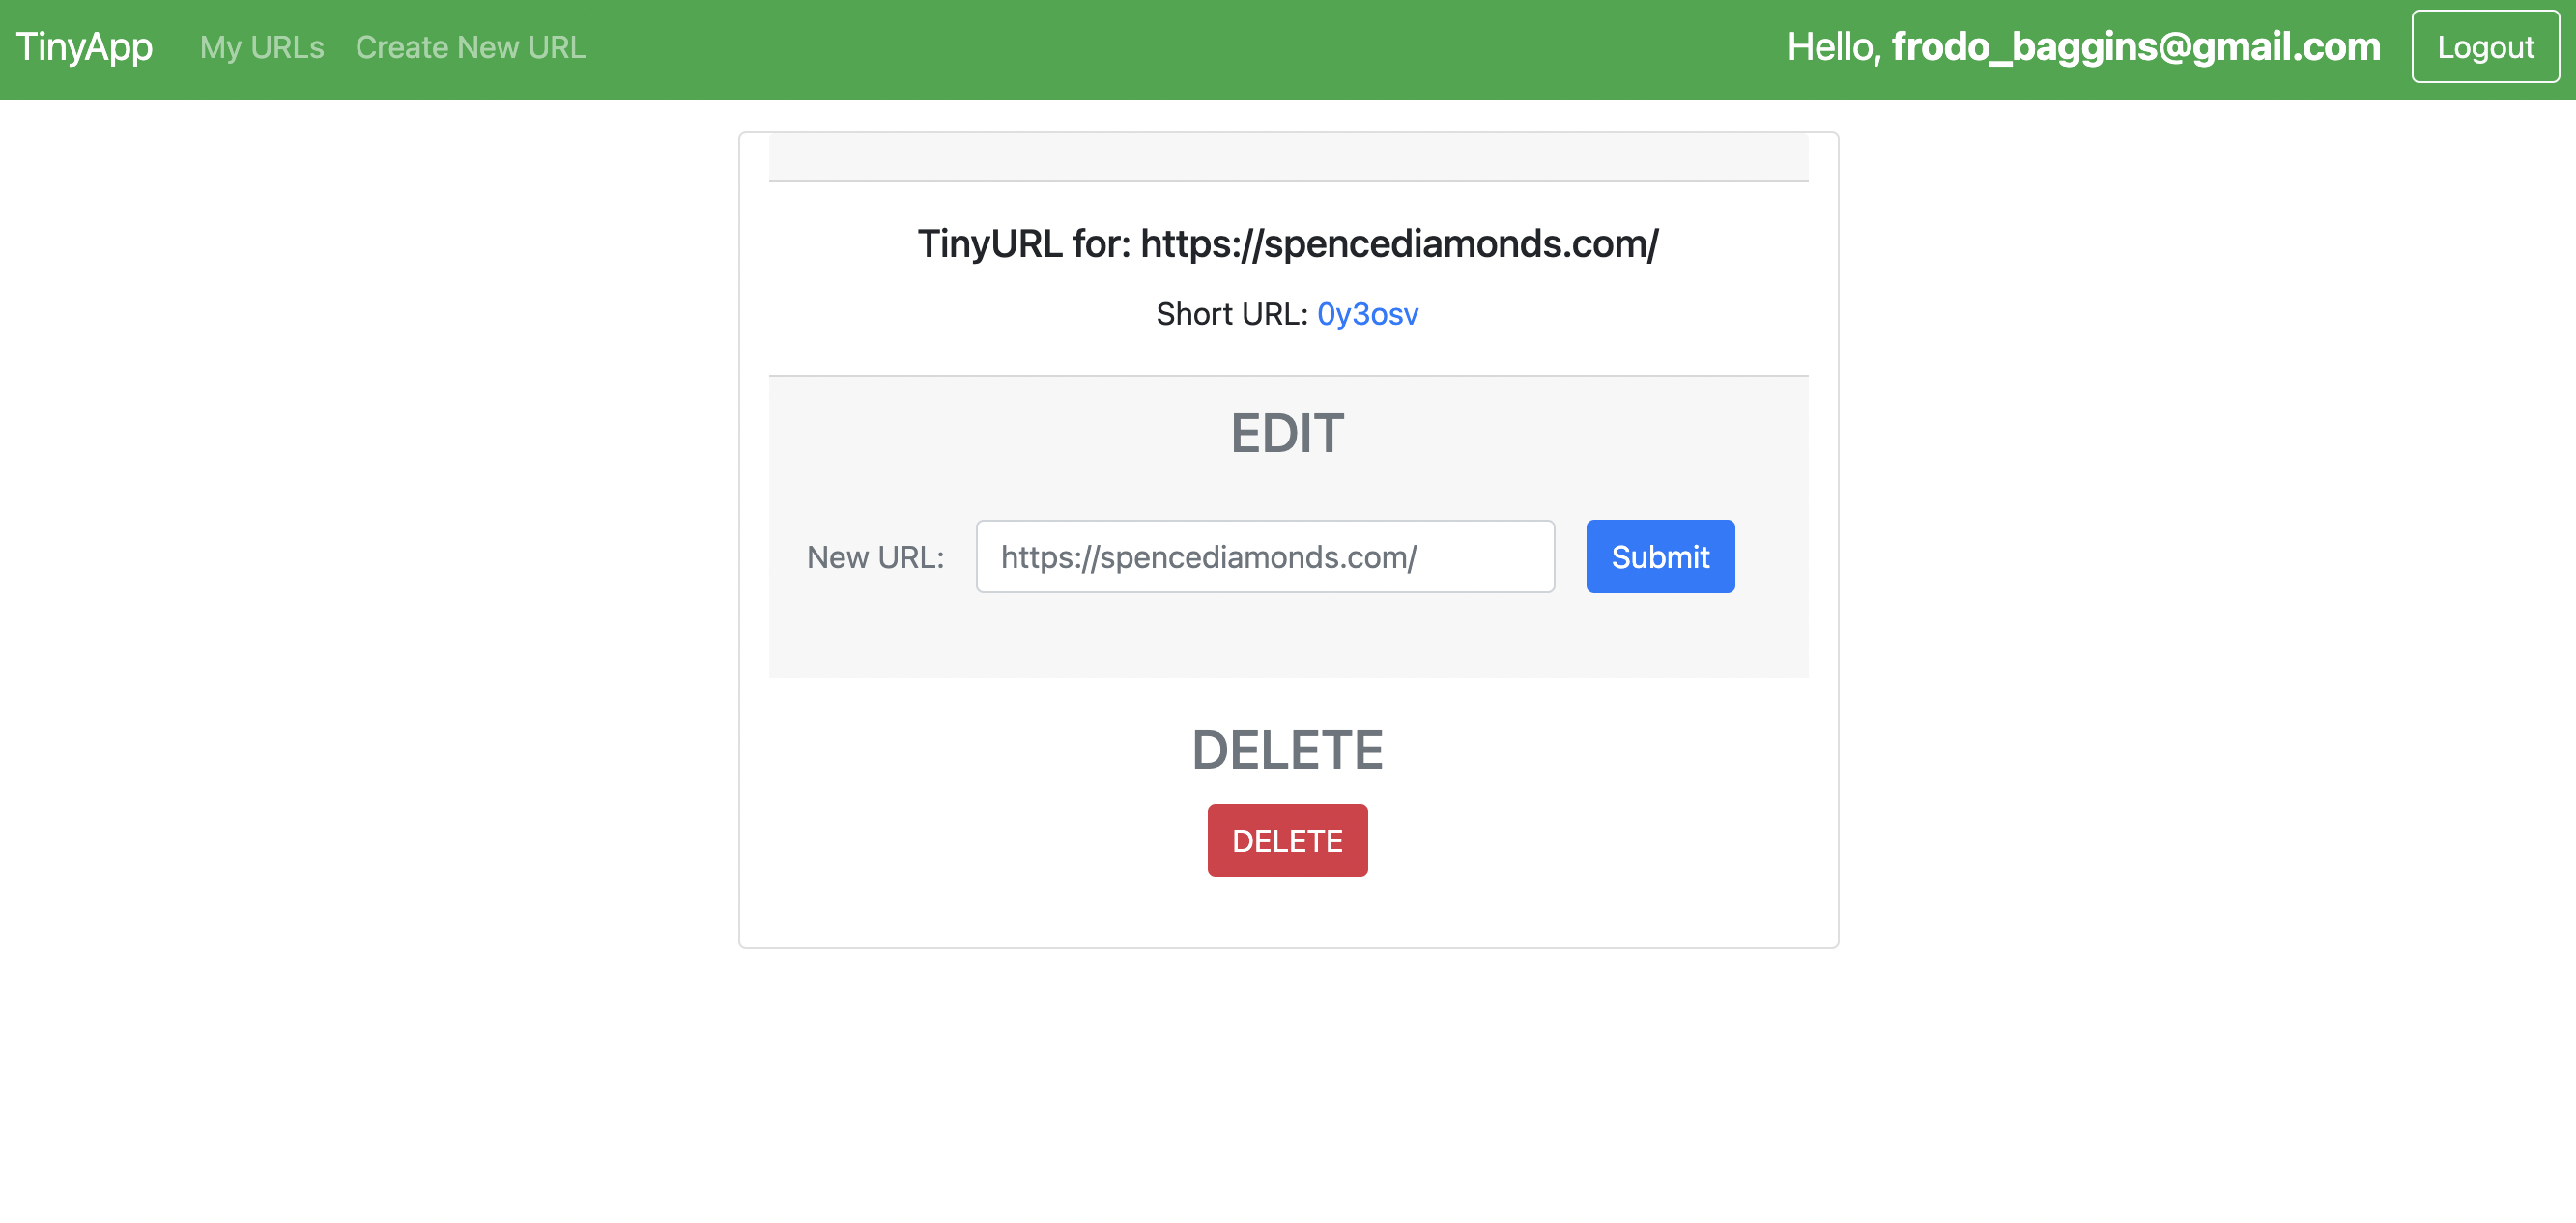 TinyApp My URLs Create New URL Hello, frodo_baggins@gmail.com Logout
TinyURL for: https://spencediamonds.com/
Short URL: 0y3osv
EDIT
New URL: https://spencediamonds.com/ Submit
DELETE
DELETE